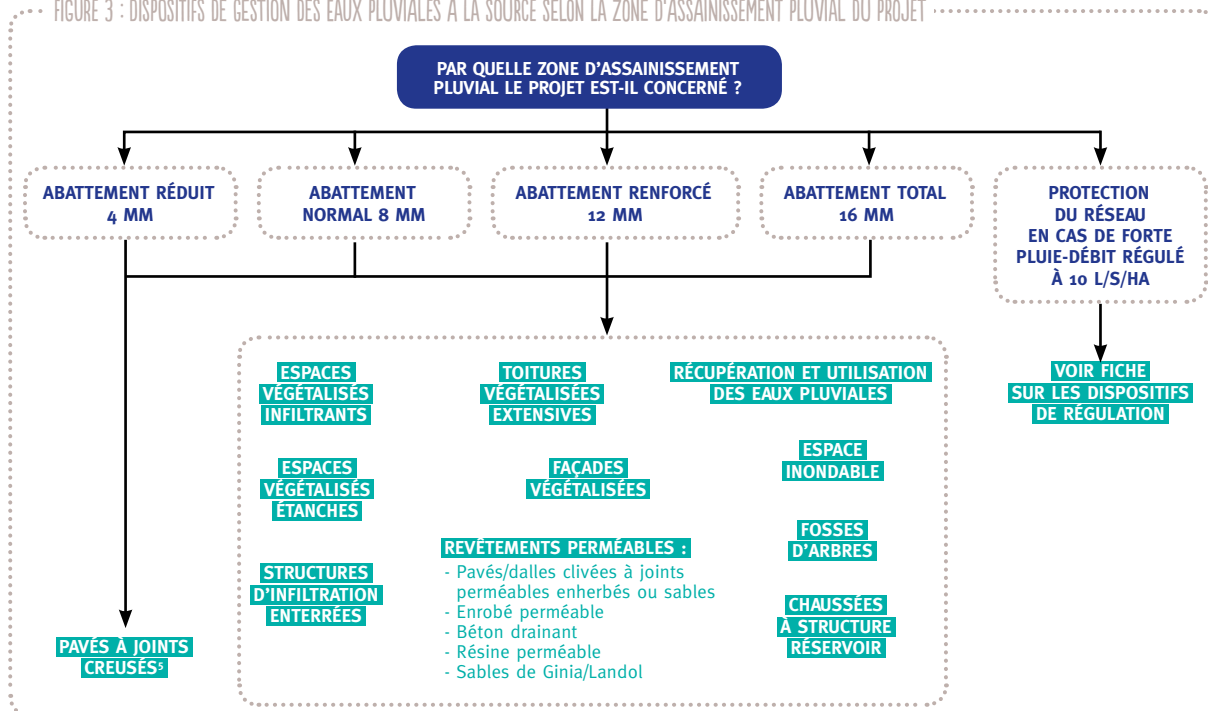 FIGURE 3 : DISPOSITIFS DE GESTION DES EAUX PLUVIALES À LA SOURCE SELON LA ZONE D'ASSAINISSEMENT PLUVIAL DU PROJET
PAR QUELLE ZONE D'ASSAINISSEMENT
PLUVIAL LE PROJET EST-IL CONCERNÉ ?
ABATTEMENT RÉDUIT
4 MM
ABATTEMENT
NORMAL 8 MM
ABATTEMENT RENFORCÉ
12 MM
ABATTEMENT TOTAL
16 MM
PROTECTION
DU RÉSEAU
EN CAS DE FORTE
PLUIE-DÉBIT RÉGULÉ
À 10 L/S/HA
ESPACES
VÉGÉTALISÉS
INFILTRANTS
TOITURES
VÉGÉTALISÉES
EXTENSIVES
RÉCUPÉRATION ET UTILISATION
DES EAUX PLUVIALES
VOIR FICHE
SUR LES DISPOSITIFS
DE RÉGULATION
ESPACES
VÉGÉTALISÉS
ÉTANCHES
FAÇADES
VÉGÉTALISÉES
ESPACE
INONDABLE
STRUCTURES
D'INFILTRATION
ENTERRÉES
REVÊTEMENTS PERMÉABLES :
- Pavés/dalles clivées à joints
perméables enherbés ou sables
- Enrobé perméable
- Béton drainant
- Résine perméable
- Sables de Ginia/Landol
FOSSES
D'ARBRES
CHAUSSÉES
À STRUCTURE
RÉSERVOIR
PAVÉS À JOINTS
CREUSÉS⁵